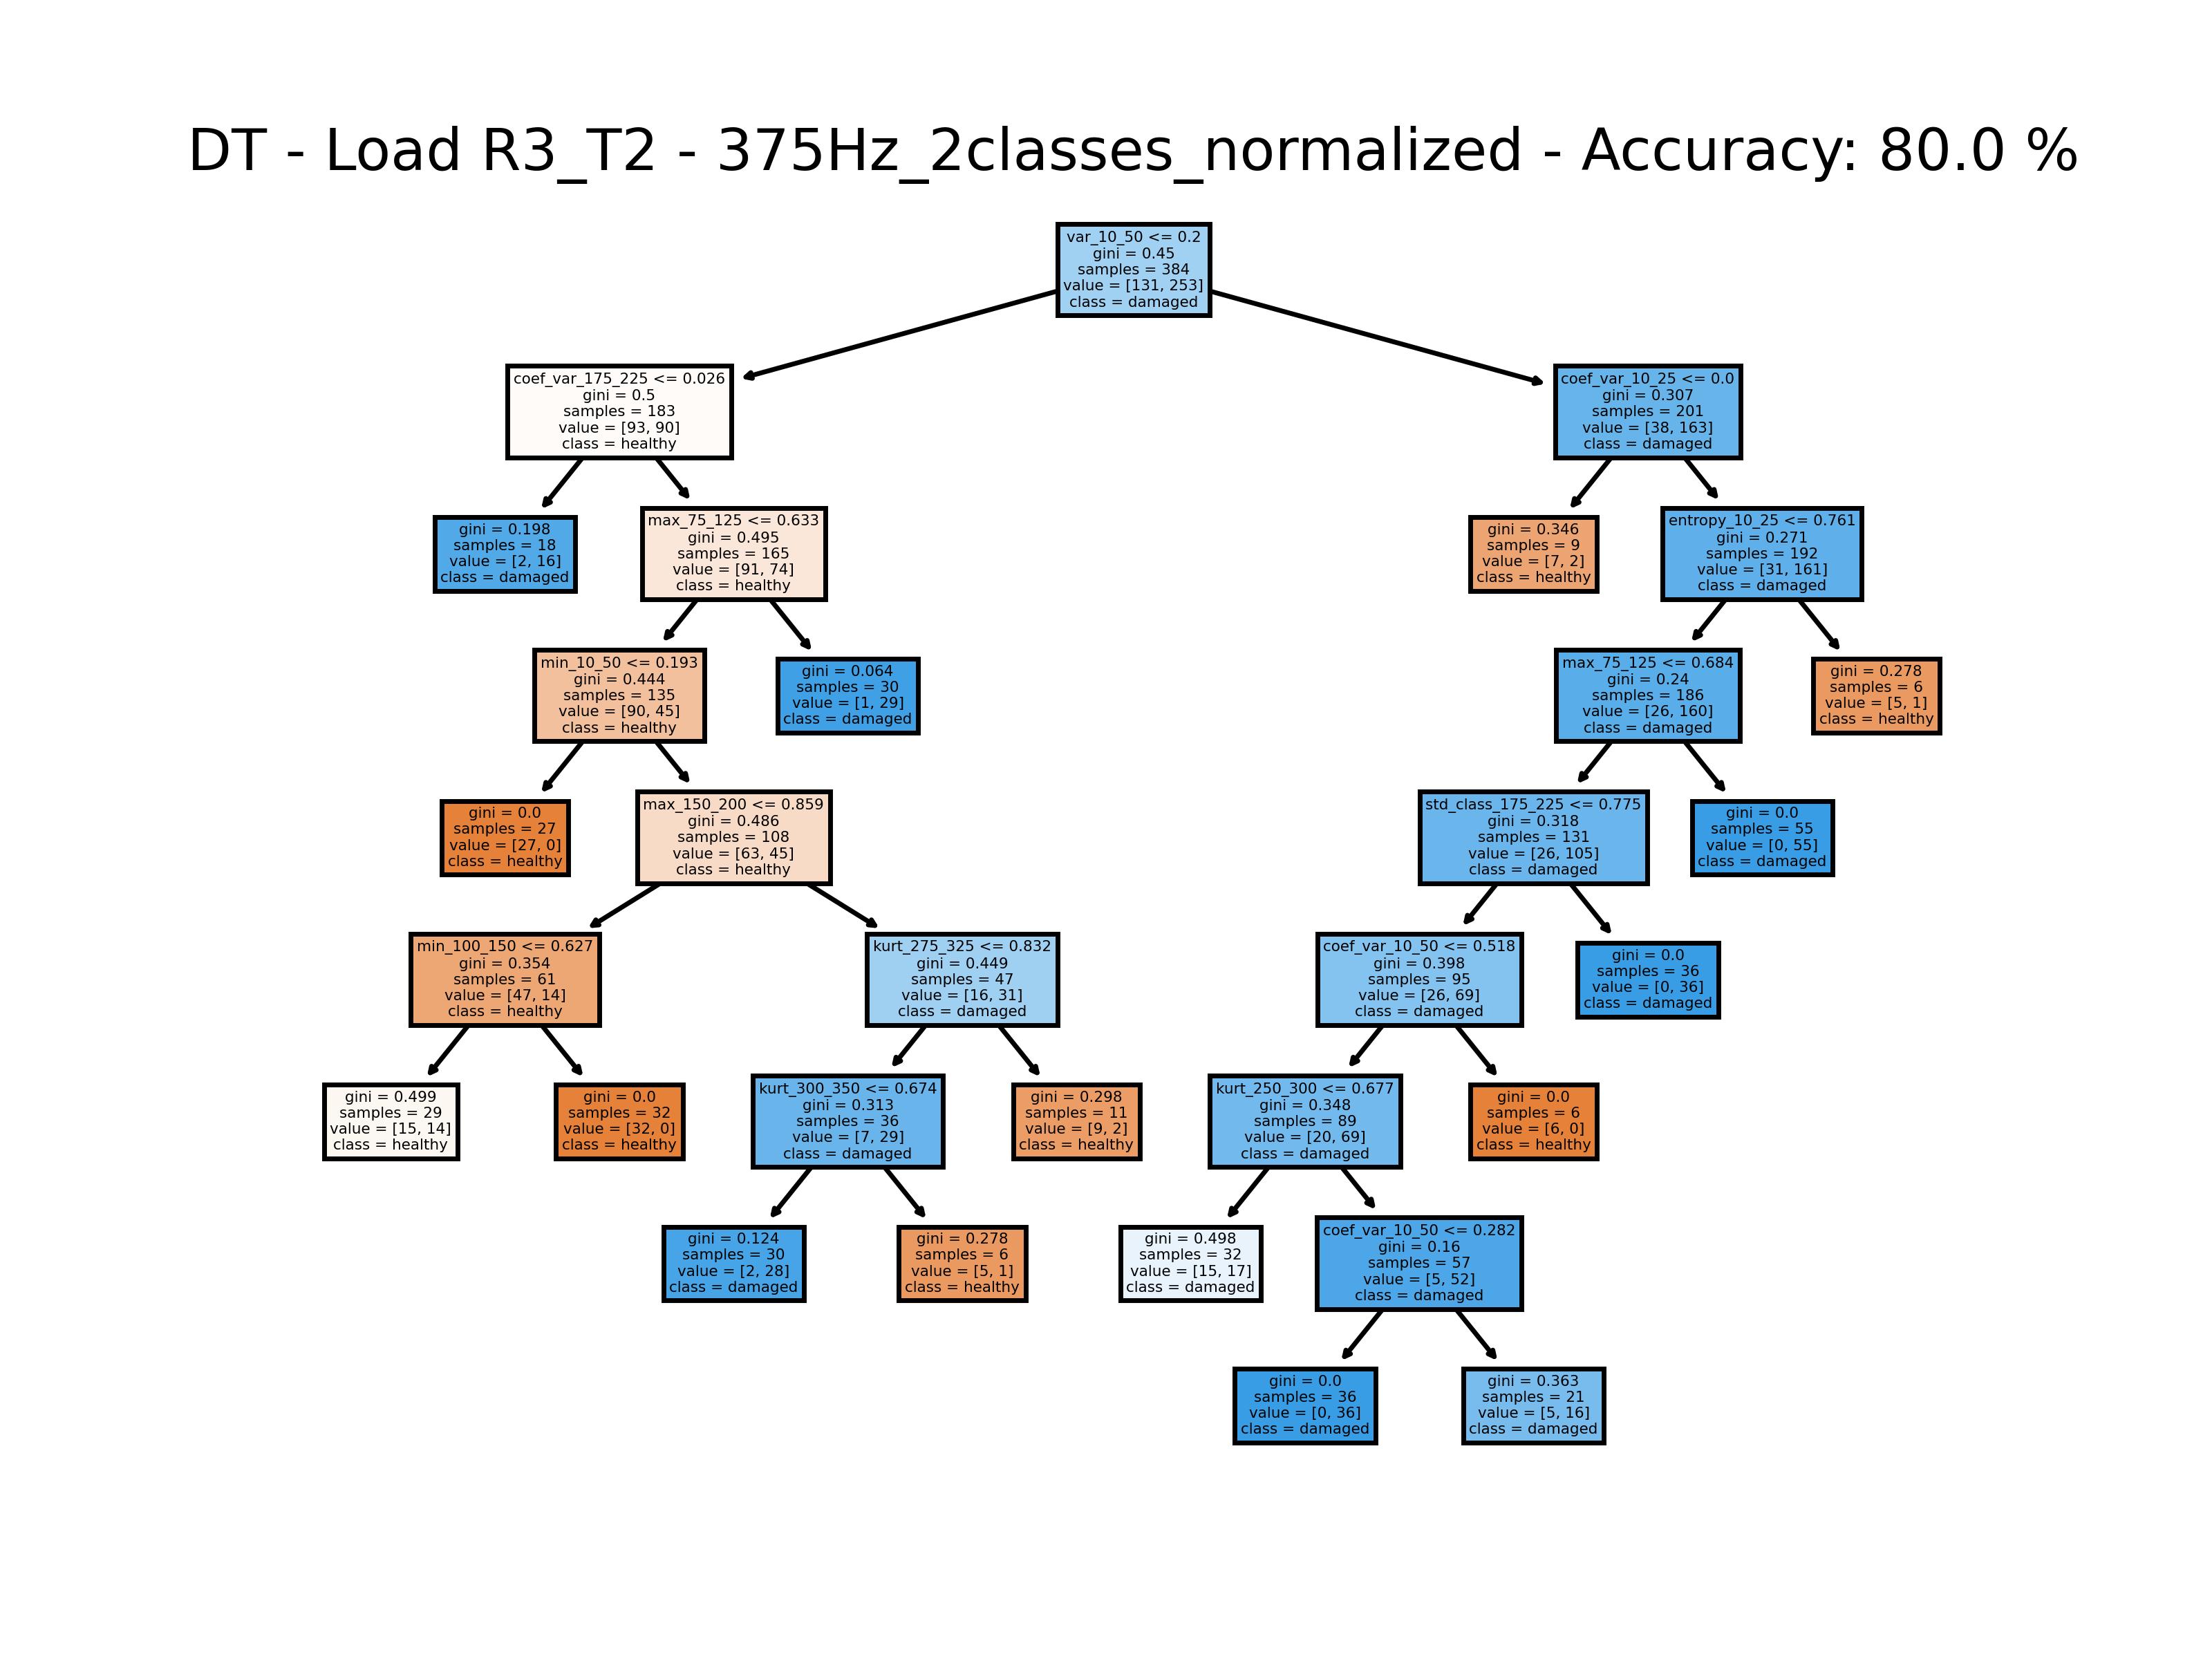 DT - Load R3_T2 - 375Hz_2classes_normalized - Accuracy: 80.0 %
var_10_50 <= 0.2
gini = 0.45
samples = 384
value = [131, 253]
class = damaged
coef_var_175_225 <= 0.026
gini = 0.5
samples = 183
value = [93, 90]
class = healthy
coef_var_10_25 <= 0.0
gini = 0.307
samples = 201
value = [38, 163]
class = damaged
gini = 0.198
samples = 18
value = [2, 16]
class = damaged
max_75_125 <= 0.633
gini = 0.495
samples = 165
value = [91, 74]
class = healthy
gini = 0.346
samples = 9
value = [7, 2]
class = healthy
entropy_10_25 <= 0.761
gini = 0.271
samples = 192
value = [31, 161]
class = damaged
min_10_50 <= 0.193
gini = 0.444
samples = 135
value = [90, 45]
class = healthy
gini = 0.064
samples = 30
value = [1, 29]
class = damaged
max_75_125 <= 0.684
gini = 0.24
samples = 186
value = [26, 160]
class = damaged
gini = 0.278
samples = 6
value = [5, 1]
class = healthy
gini = 0.0
samples = 27
value = [27, 0]
class = healthy
max_150_200 <= 0.859
gini = 0.486
samples = 108
value = [63, 45]
class = healthy
std_class_175_225 <= 0.775
gini = 0.318
samples = 131
value = [26, 105]
class = damaged
gini = 0.0
samples = 55
value = [0, 55]
class = damaged
min_100_150 <= 0.627
gini = 0.354
samples = 61
value = [47, 14]
class = healthy
kurt_275_325 <= 0.832
gini = 0.449
samples = 47
value = [16, 31]
class = damaged
coef_var_10_50 <= 0.518
gini = 0.398
samples = 95
value = [26, 69]
class = damaged
gini = 0.0
samples = 36
value = [0, 36]
class = damaged
gini = 0.499
samples = 29
value = [15, 14]
class = healthy
gini = 0.0
samples = 32
value = [32, 0]
class = healthy
kurt_300_350 <= 0.674
gini = 0.313
samples = 36
value = [7, 29]
class = damaged
gini = 0.298
samples = 11
value = [9, 2]
class = healthy
kurt_250_300 <= 0.677
gini = 0.348
samples = 89
value = [20, 69]
class = damaged
gini = 0.0
samples = 6
value = [6, 0]
class = healthy
gini = 0.124
samples = 30
value = [2, 28]
class = damaged
gini = 0.278
samples = 6
value = [5, 1]
class = healthy
gini = 0.498
samples = 32
value = [15, 17]
class = damaged
coef_var_10_50 <= 0.282
gini = 0.16
samples = 57
value = [5, 52]
class = damaged
gini = 0.0
samples = 36
value = [0, 36]
class = damaged
gini = 0.363
samples = 21
value = [5, 16]
class = damaged